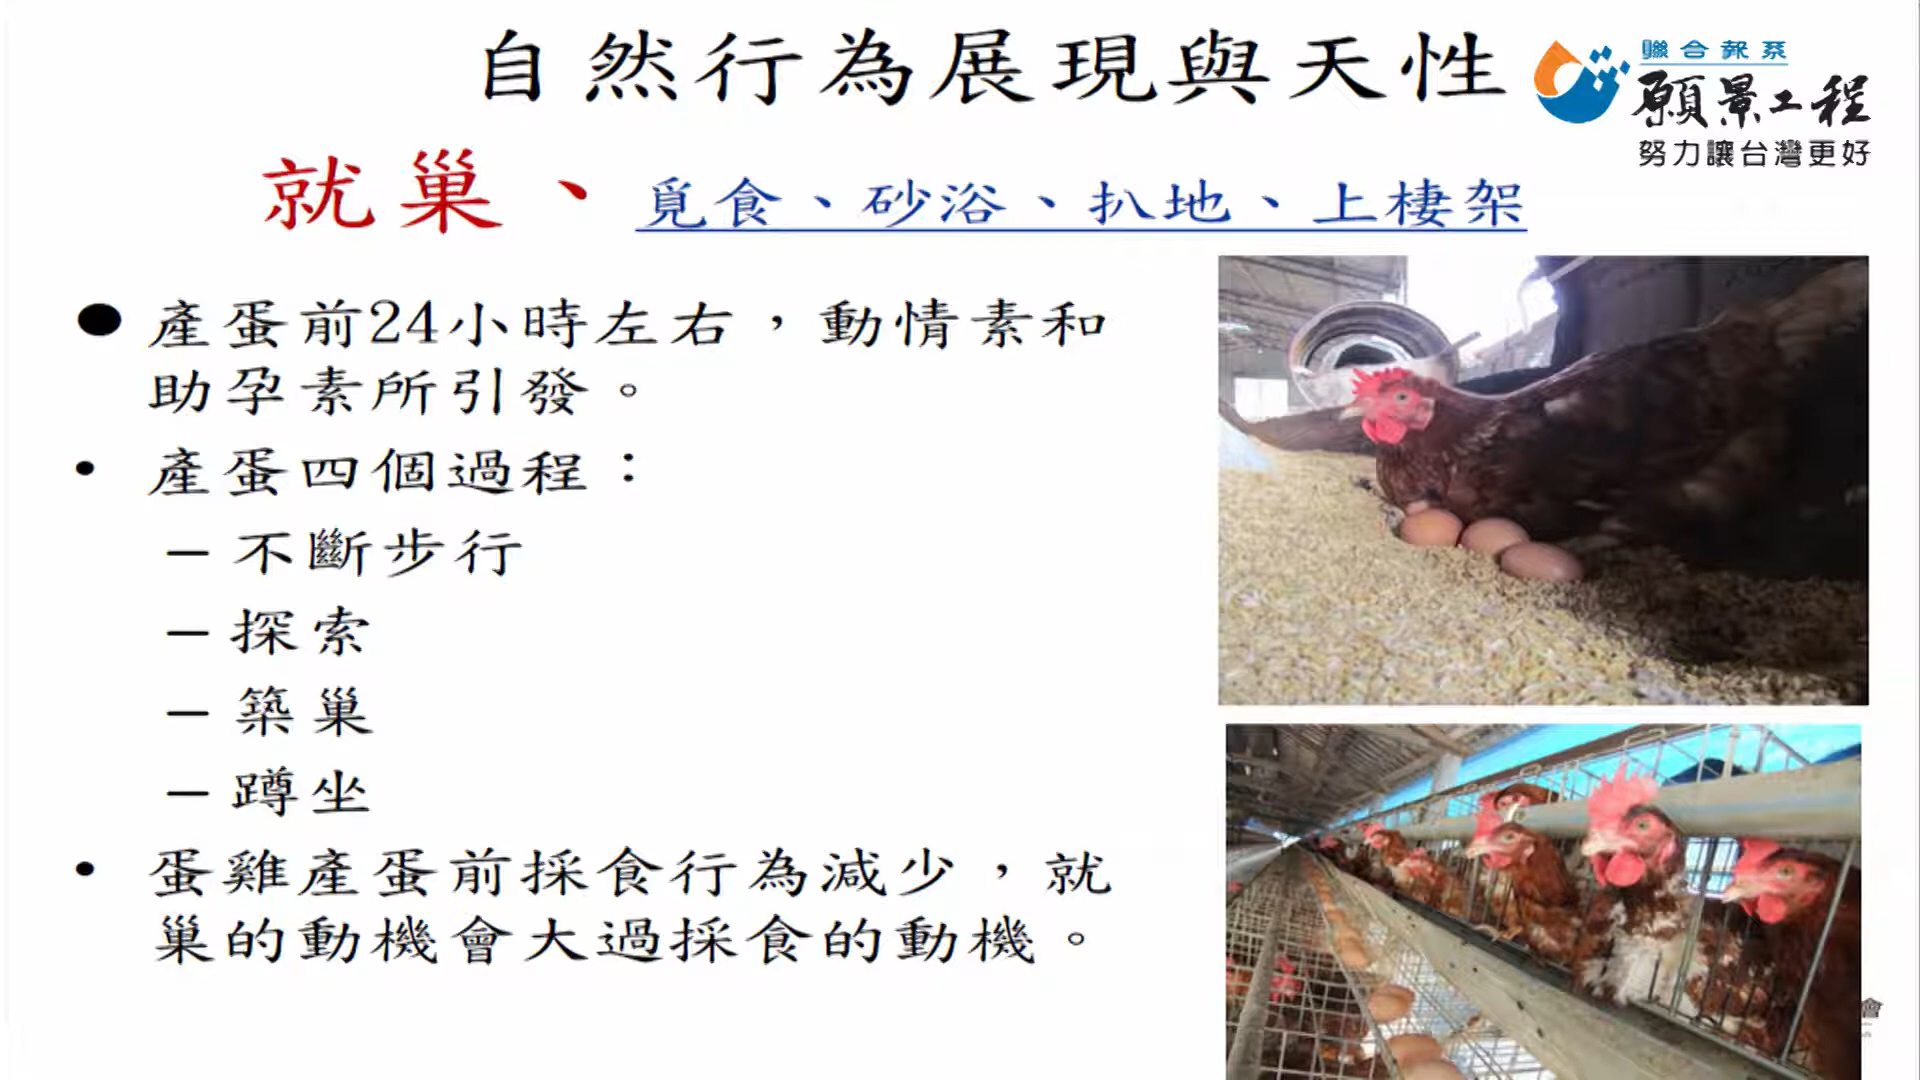 自然行為展現與天性
聯合報系
願景工程
努力讓台灣更好
就巢、覓食、砂浴、扒地、上棲架
● 產蛋前24小時左右，動情素和
助孕素所引發。
• 產蛋四個過程：
– 不斷步行
– 探索
– 築巢
– 蹲坐
• 蛋雞產蛋前採食行為減少，就
巢的動機會大過採食的動機。
會